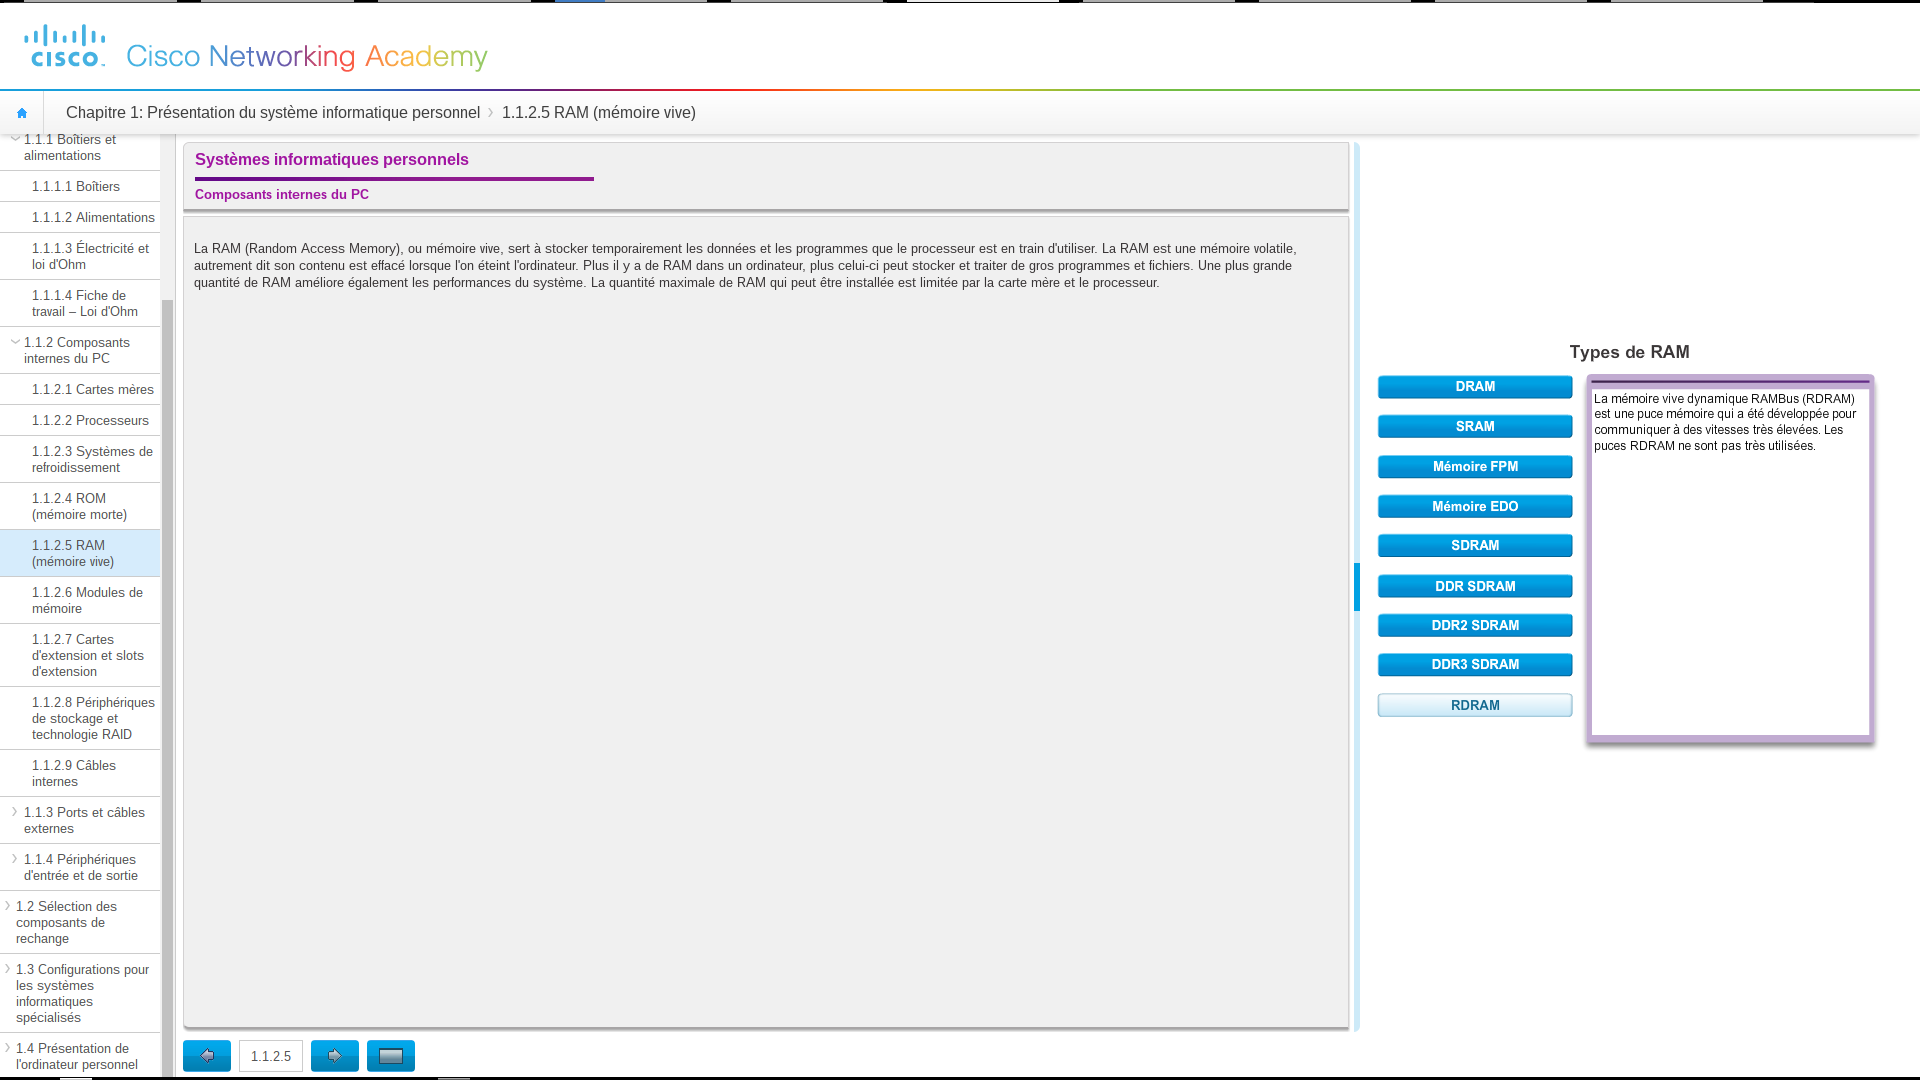 cisco
Cisco Networking Academy
Chapitre 1: Présentation du système informatique personnel
1.1.2.5 RAM (mémoire vive)
1.1.1 Boîtiers et
alimentations
1.1.1.1 Boîtiers
1.1.1.2 Alimentations
1.1.1.3 Électricité et
loi d'Ohm
1.1.1.4 Fiche de
travail – Loi d'Ohm
1.1.2 Composants
internes du PC
1.1.2.1 Cartes mères
1.1.2.2 Processeurs
1.1.2.3 Systèmes de
refroidissement
1.1.2.4 ROM
(mémoire morte)
1.1.2.5 RAM
(mémoire vive)
1.1.2.6 Modules de
mémoire
1.1.2.7 Cartes
d'extension et slots
d'extension
1.1.2.8 Périphériques
de stockage et
technologie RAID
1.1.2.9 Câbles
internes
1.1.3 Ports et câbles
externes
1.1.4 Périphériques
d'entrée et de sortie
1.2 Sélection des
composants de
rechange
1.3 Configurations pour
les systèmes
informatiques
spécialisés
1.4 Présentation de
l'ordinateur personnel
Systèmes informatiques personnels
Composants internes du PC
La RAM (Random Access Memory), ou mémoire vive, sert à stocker temporairement les données et les programmes que le processeur est en train d'utiliser. La RAM est une mémoire volatile,
autrement dit son contenu est effacé lorsque l'on éteint l'ordinateur. Plus il y a de RAM dans un ordinateur, plus celui-ci peut stocker et traiter de gros programmes et fichiers. Une plus grande
quantité de RAM améliore également les performances du système. La quantité maximale de RAM qui peut être installée est limitée par la carte mère et le processeur.
1.1.2.5
Types de RAM
DRAM
SRAM
Mémoire FPM
Mémoire EDO
SDRAM
DDR SDRAM
DDR2 SDRAM
DDR3 SDRAM
RDRAM
La mémoire vive dynamique RAMBus (RDRAM)
est une puce mémoire qui a été développée pour
communiquer à des vitesses très élevées. Les
puces RDRAM ne sont pas très utilisées.